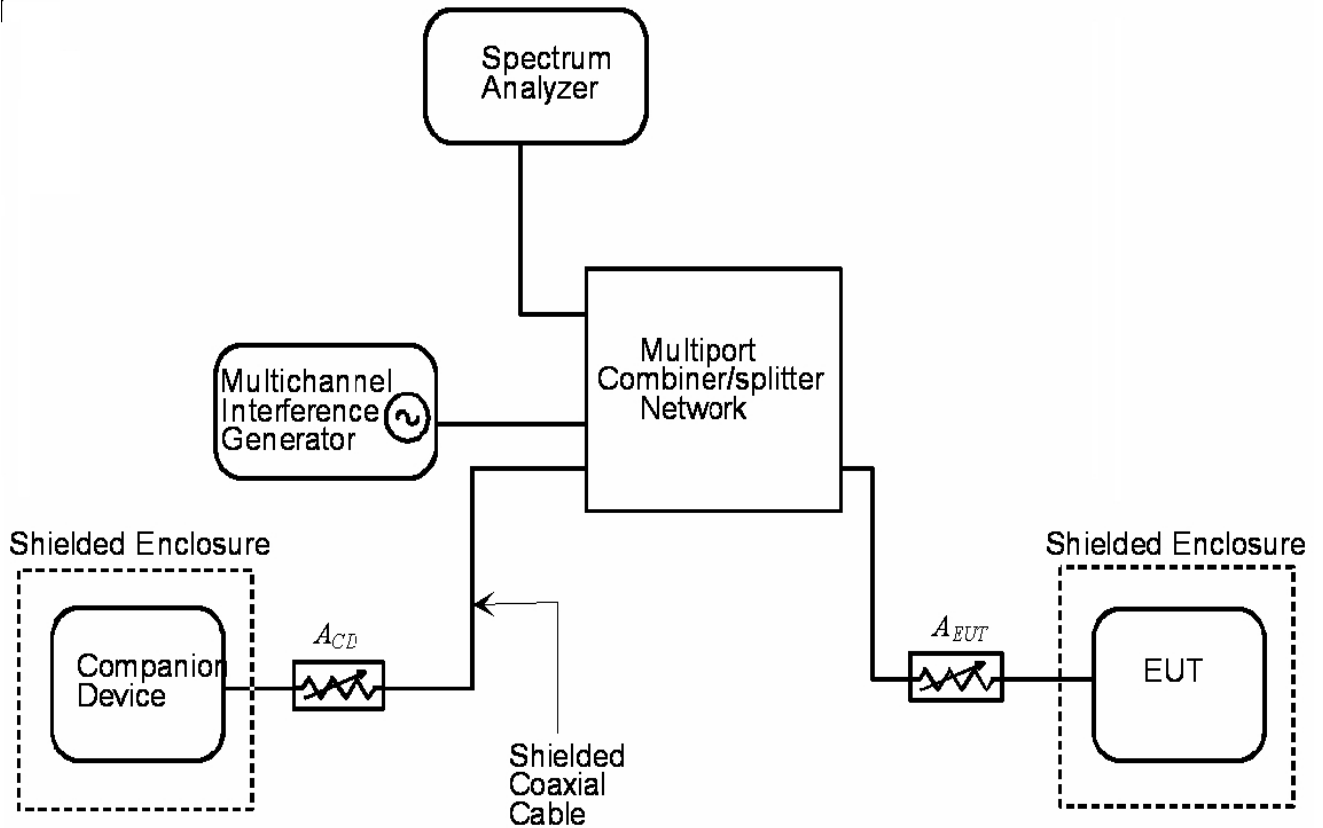 Spectrum
Analyzer
Multichannel
Interference
Generator
Multiport
Combiner/splitter
Network
Shielded Enclosure
Shielded Enclosure
Companion
Device
A_CD
A_EUT
EUT
Shielded
Coaxial
Cable